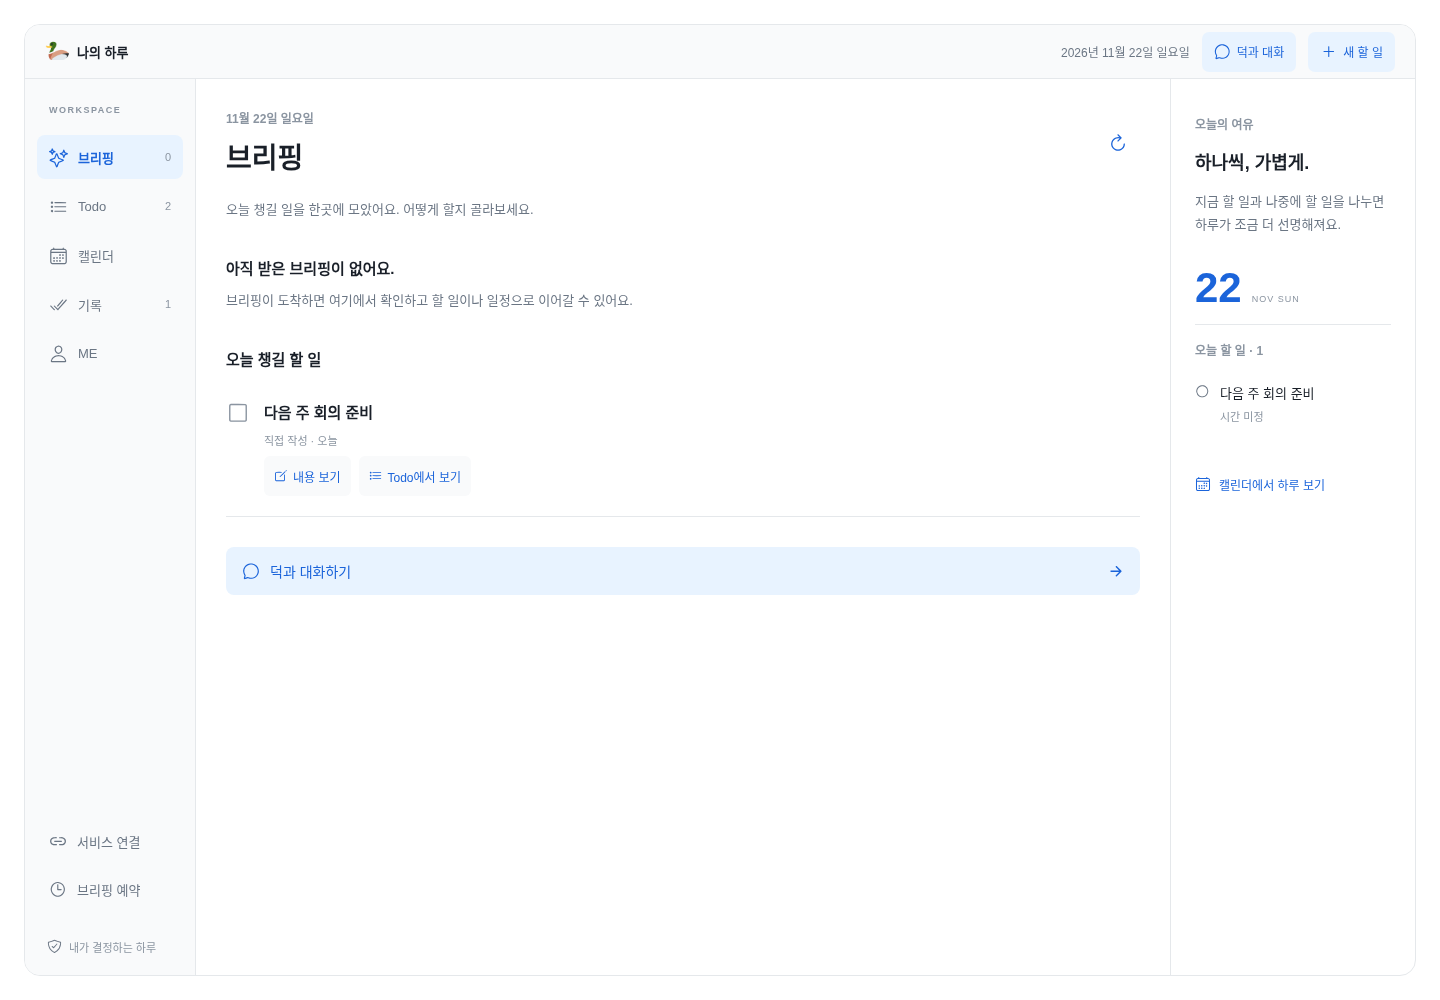 나의 하루
2026년 11월 22일 일요일
덕과 대화
새 할 일
WORKSPACE
브리핑 0
Todo 2
캘린더
기록 1
ME
서비스 연결
브리핑 예약
내가 결정하는 하루
11월 22일 일요일
브리핑
오늘 챙길 일을 한곳에 모았어요. 어떻게 할지 골라보세요.
아직 받은 브리핑이 없어요.
브리핑이 도착하면 여기에서 확인하고 할 일이나 일정으로 이어갈 수 있어요.
오늘 챙길 할 일
다음 주 회의 준비
직접 작성 · 오늘
내용 보기
Todo에서 보기
덕과 대화하기
오늘의 여유
하나씩, 가볍게.
지금 할 일과 나중에 할 일을 나누면
하루가 조금 더 선명해져요.
22 NOV SUN
오늘 할 일 · 1
다음 주 회의 준비
시간 미정
캘린더에서 하루 보기